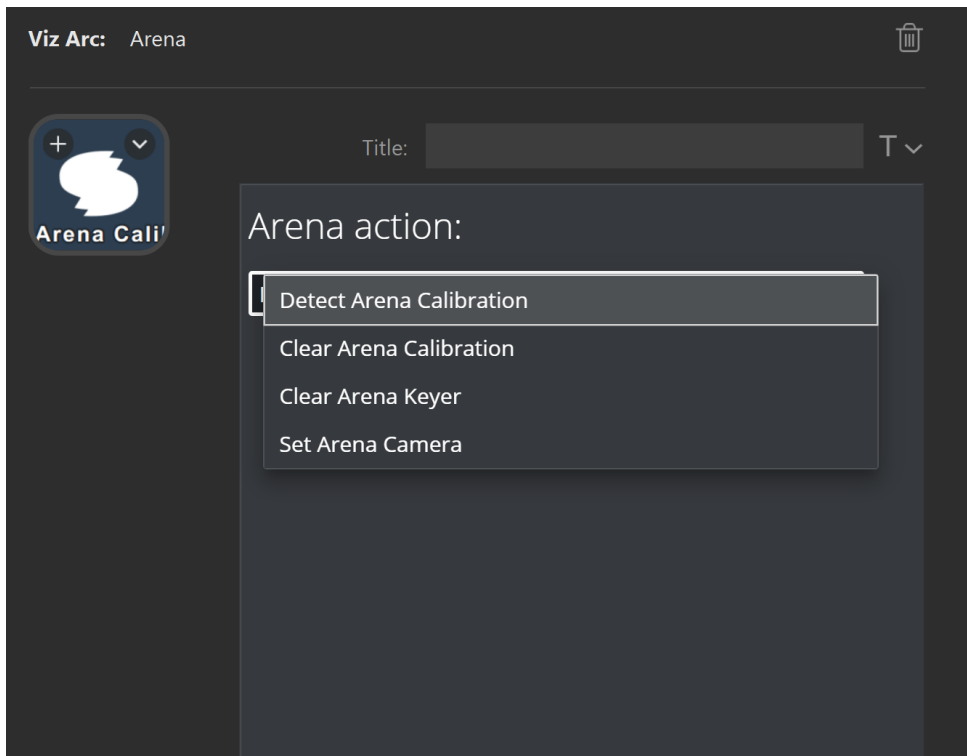 Viz Arc: Arena
Title:
T
Arena Cali
Arena action:
Detect Arena Calibration
Clear Arena Calibration
Clear Arena Keyer
Set Arena Camera